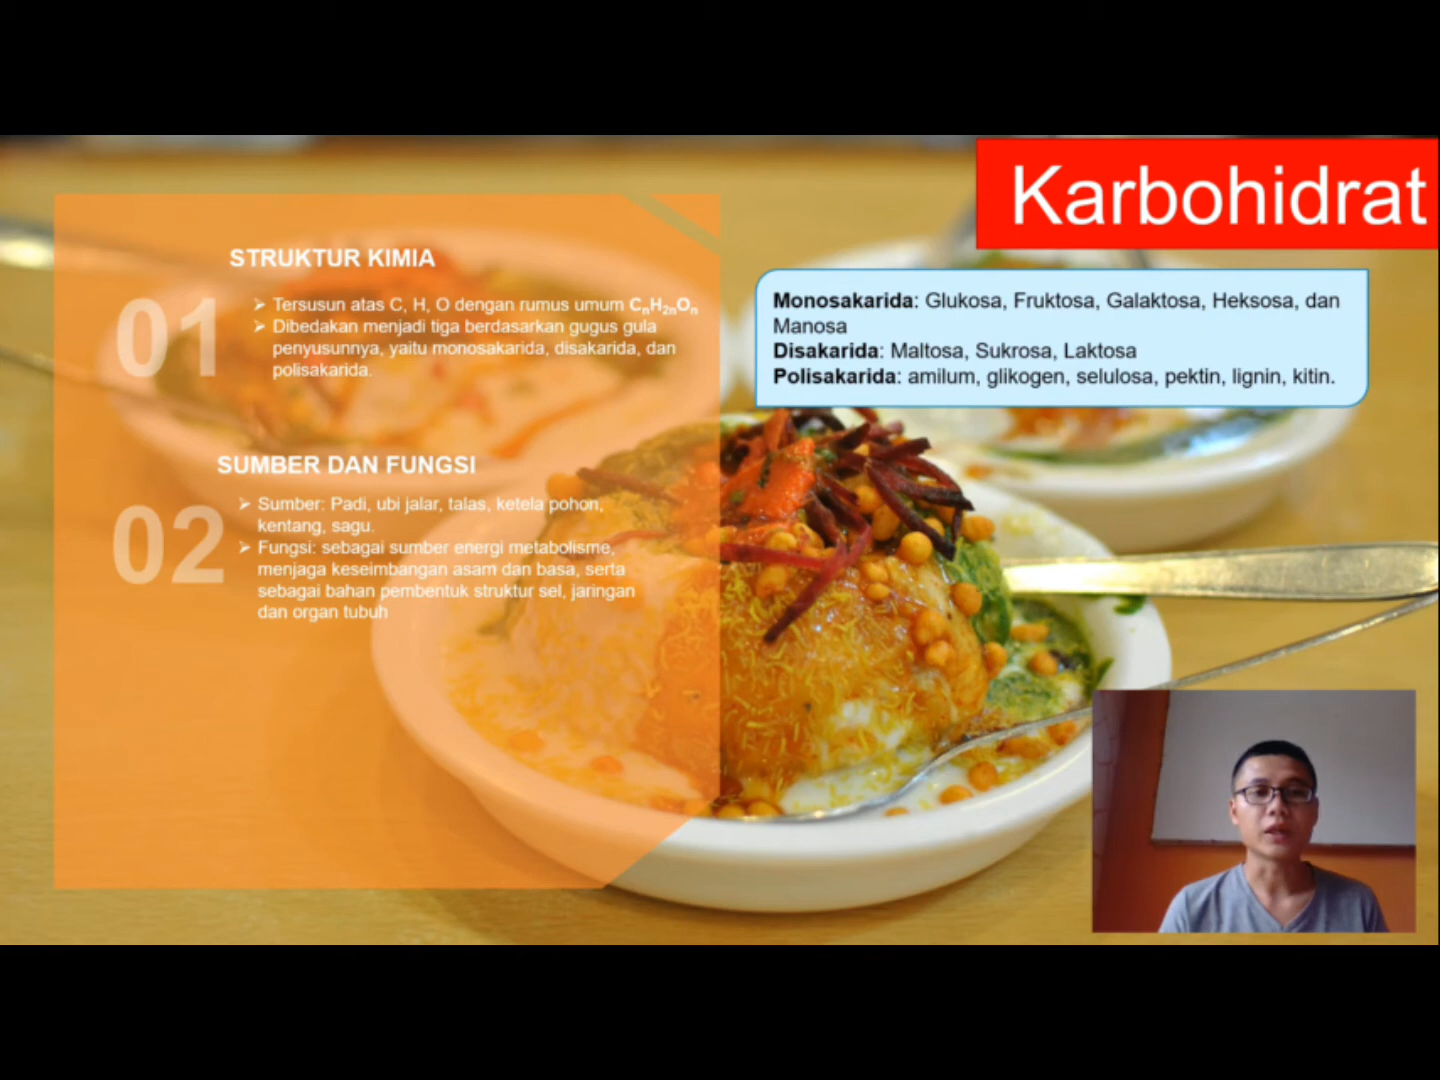 Karbohidrat
STRUKTUR KIMIA
01
➢ Tersusun atas C, H, O dengan rumus umum CₙH₂ₙOₙ
➢ Dibedakan menjadi tiga berdasarkan gugus gula
penyusunnya, yaitu monosakarida, disakarida, dan
polisakarida.
SUMBER DAN FUNGSI
02
➢ Sumber: Padi, ubi jalar, talas, ketela pohon,
kentang, sagu.
➢ Fungsi: sebagai sumber energi metabolisme,
menjaga keseimbangan asam dan basa, serta
sebagai bahan pembentuk struktur sel, jaringan
dan organ tubuh
Monosakarida: Glukosa, Fruktosa, Galaktosa, Heksosa, dan
Manosa
Disakarida: Maltosa, Sukrosa, Laktosa
Polisakarida: amilum, glikogen, selulosa, pektin, lignin, kitin.